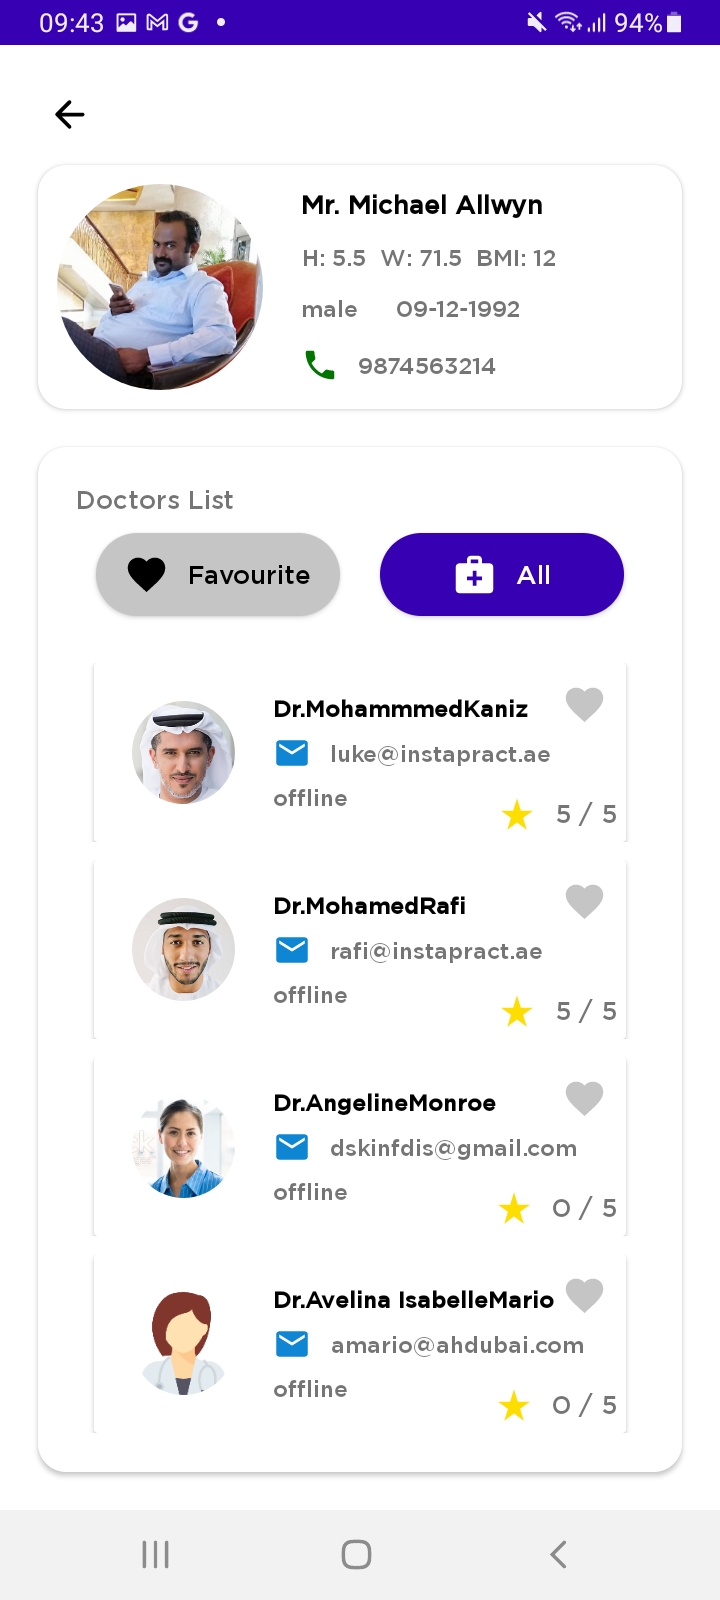 09:43 94%
Mr. Michael Allwyn
H: 5.5 W: 71.5 BMI: 12
male 09-12-1992
9874563214
Doctors List
Favourite All
Dr.MohammmedKaniz
luke@instapract.ae
offline
5 / 5
Dr.MohamedRafi
rafi@instapract.ae
offline
5 / 5
Dr.AngelineMonroe
dskinfdis@gmail.com
offline
0 / 5
Dr.Avelina IsabelleMario
amario@ahdubai.com
offline
0 / 5